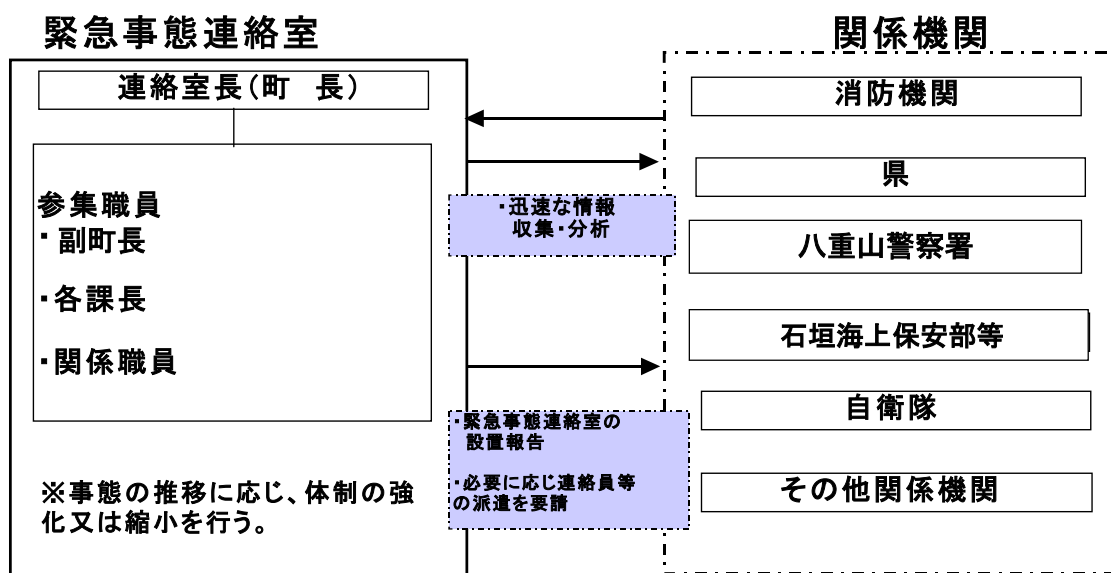 緊急事態連絡室
連絡室長(町　長)
参集職員
・副町長
・各課長
・関係職員
※事態の推移に応じ、体制の強
化又は縮小を行う。
・迅速な情報
収集・分析
・緊急事態連絡室の
設置報告
・必要に応じ連絡員等
の派遣を要請
関係機関
消防機関
県
八重山警察署
石垣海上保安部等
自衛隊
その他関係機関